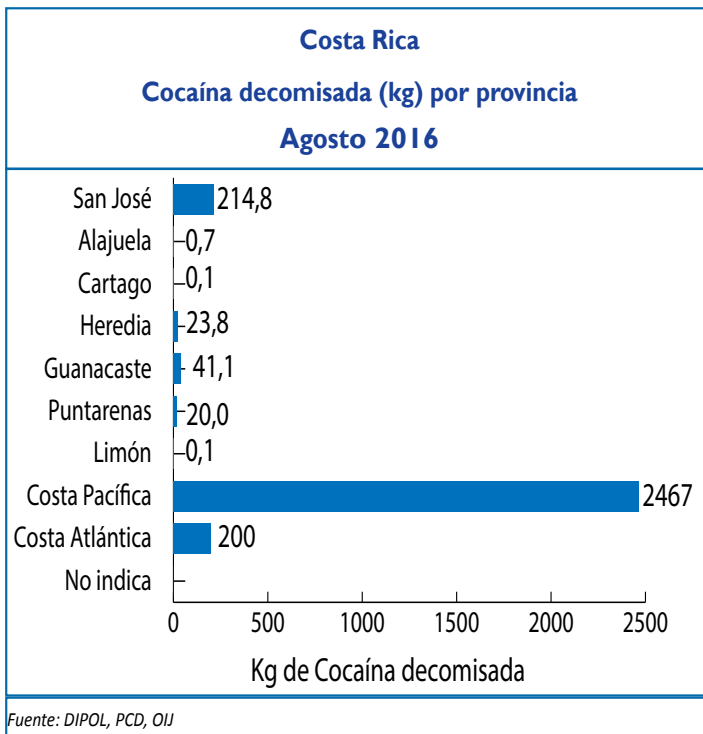 Costa Rica
Cocaína decomisada (kg) por provincia
Agosto 2016
San José 214,8
Alajuela 0,7
Cartago 0,1
Heredia 23,8
Guanacaste 41,1
Puntarenas 20,0
Limón 0,1
Costa Pacífica 2467
Costa Atlántica 200
No indica
0 500 1000 1500 2000 2500
Kg de Cocaína decomisada
Fuente: DIPOL, PCD, OIJ